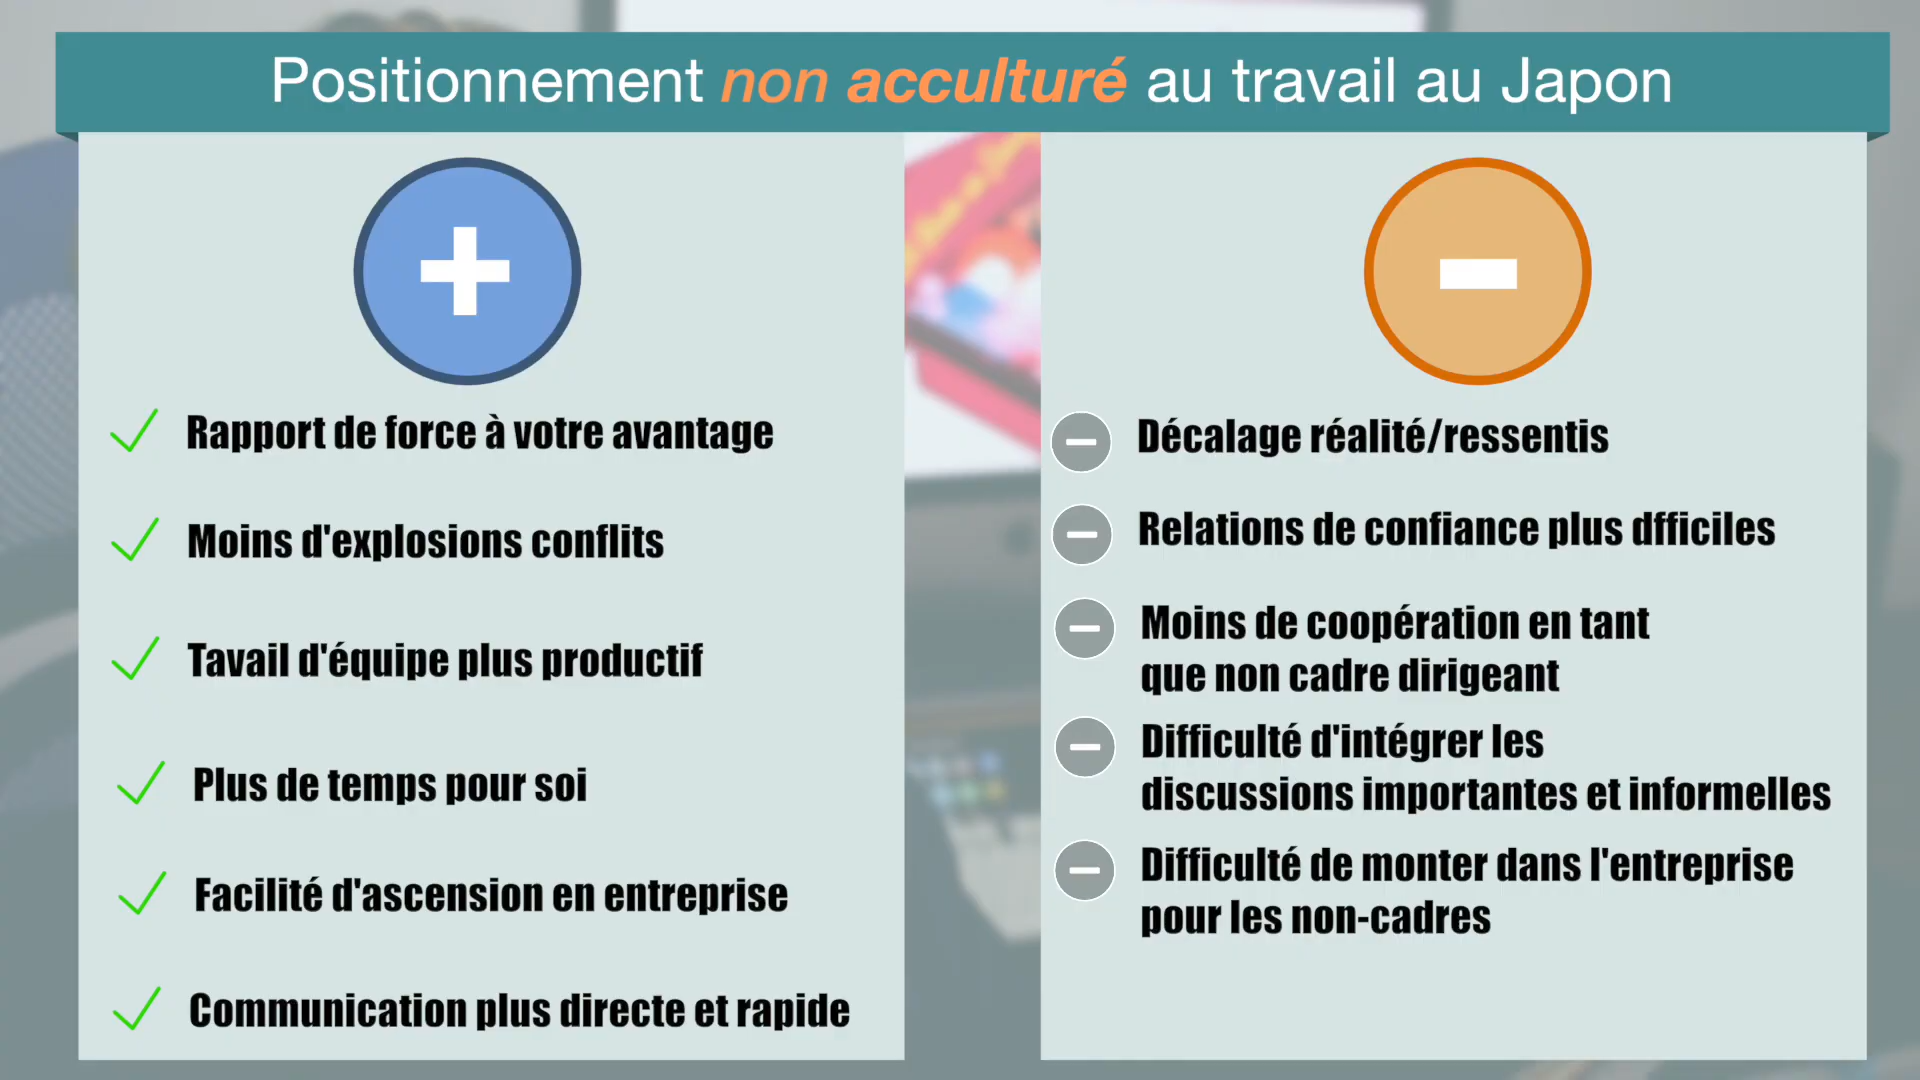 Positionnement non acculturé au travail au Japon
Rapport de force à votre avantage
Moins d'explosions conflits
Tavail d'équipe plus productif
Plus de temps pour soi
Facilité d'ascension en entreprise
Communication plus directe et rapide
Décalage réalité/ressentis
Relations de confiance plus dfficiles
Moins de coopération en tant
que non cadre dirigeant
Difficulté d'intégrer les
discussions importantes et informelles
Difficulté de monter dans l'entreprise
pour les non-cadres